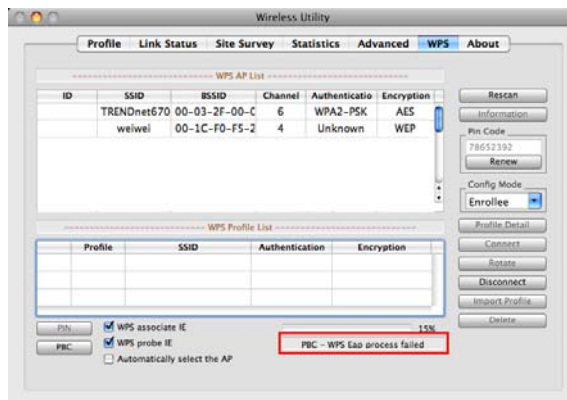 Wireless Utility
Profile Link Status Site Survey Statistics Advanced WPS About
WPS AP List
ID SSID BSSID Channel Authenticatio Encryption
TRENDnet670 00-03-2F-00-C 6 WPA2-PSK AES
weiwei 00-1C-F0-F5-2 4 Unknown WEP
Rescan
Information
Pin Code
78652392
Renew
Config Mode
Enrollee
WPS Profile List
Profile SSID Authentication Encryption
Profile Detail
Connect
Rotate
Disconnect
Import Profile
Delete
PIN
PBC
WPS associate IE
WPS probe IE
Automatically select the AP
15%
PBC - WPS Eap process failed